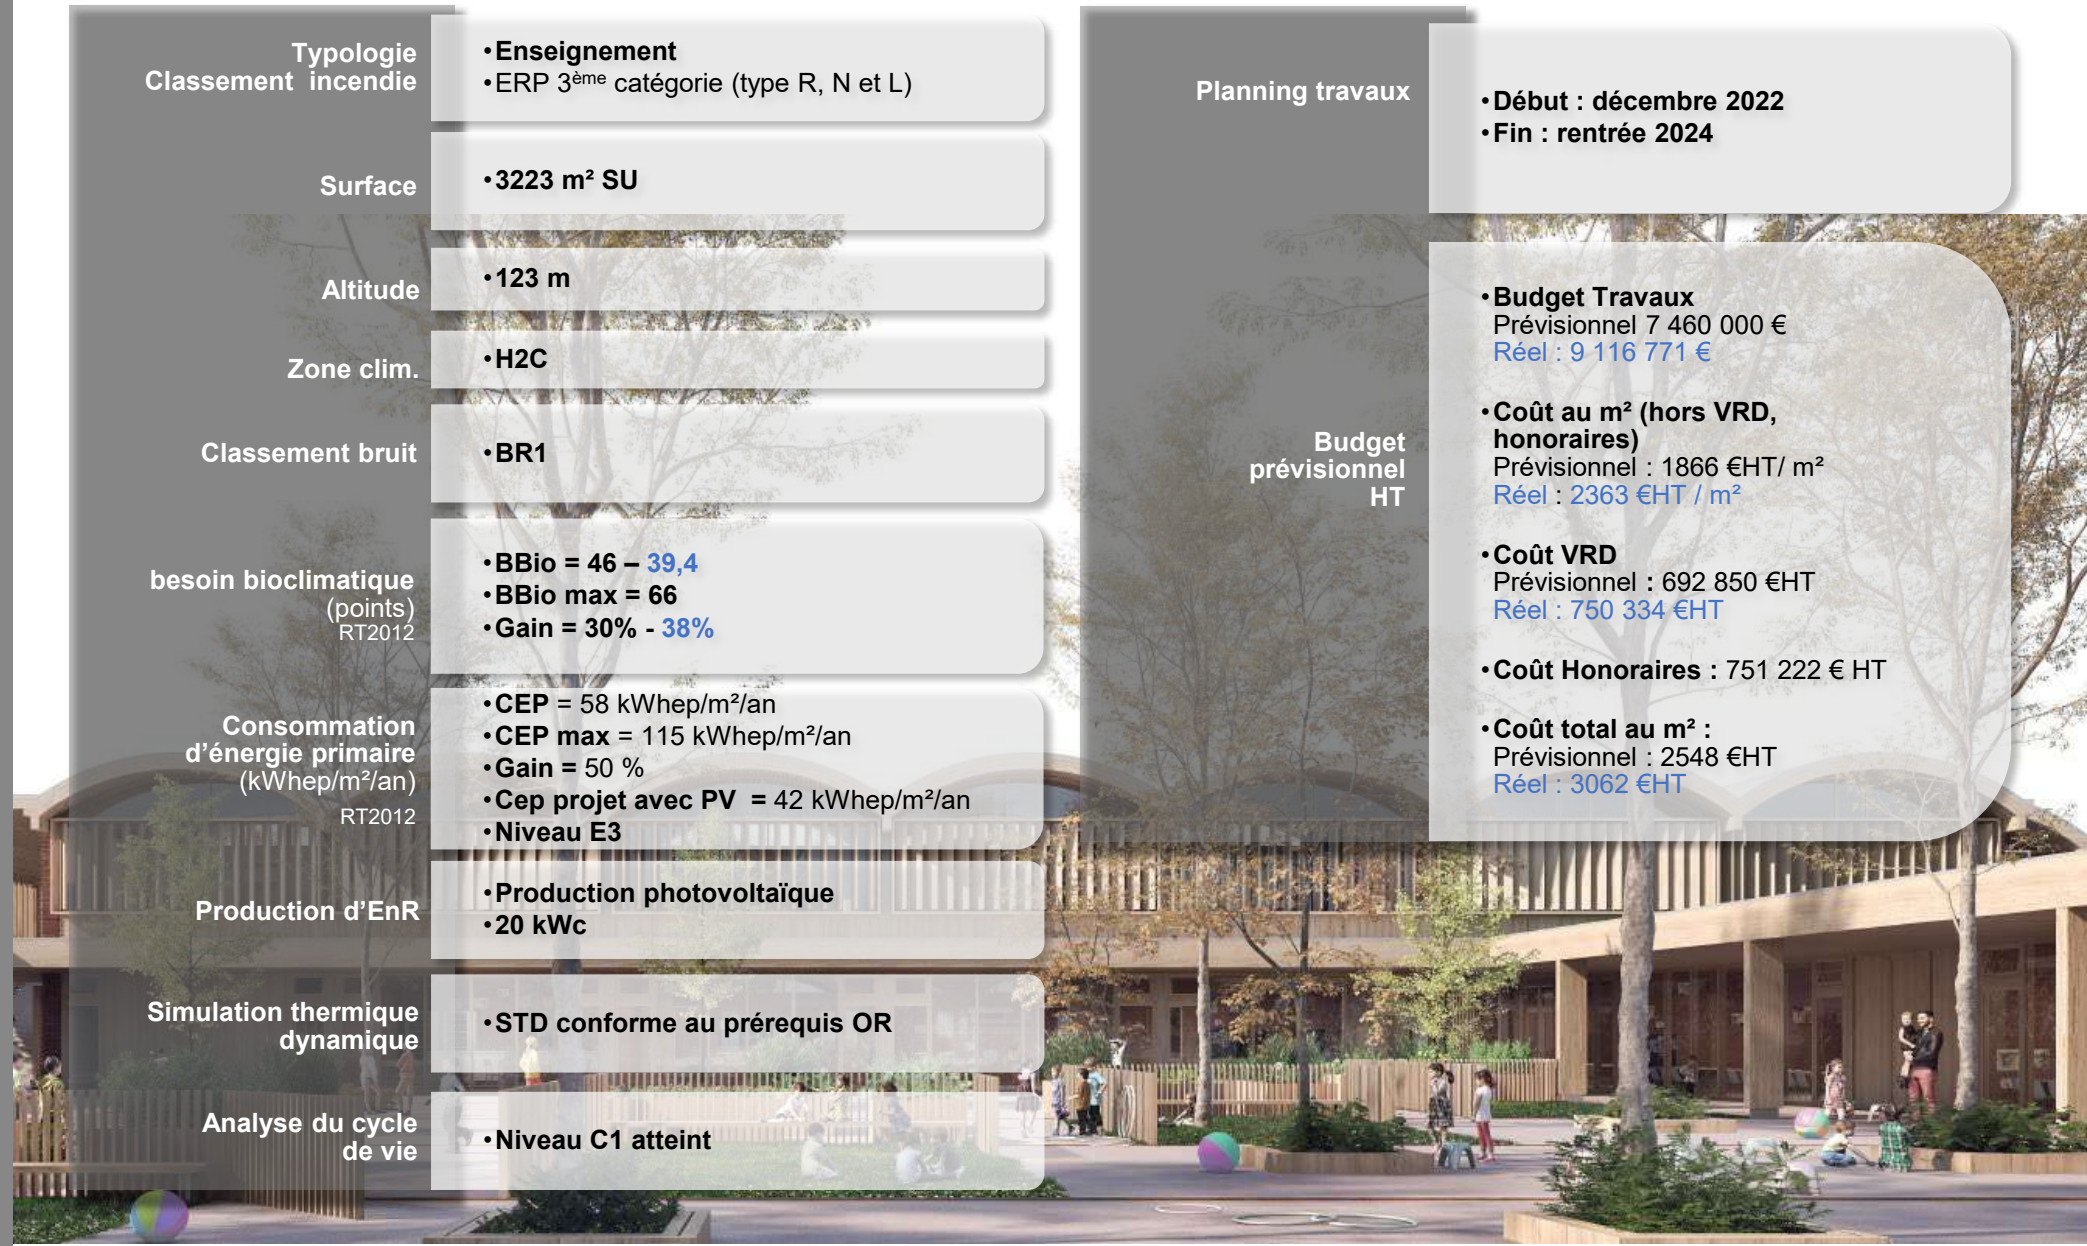 Typologie
Classement incendie
•Enseignement
•ERP 3ème catégorie (type R, N et L)
Surface
•3223 m² SU
Altitude
•123 m
Zone clim.
•H2C
Classement bruit
•BR1
besoin bioclimatique
(points)
RT2012
•BBio = 46 – 39,4
•BBio max = 66
•Gain = 30% - 38%
Consommation
d’énergie primaire
(kWhep/m²/an)
RT2012
•CEP = 58 kWhep/m²/an
•CEP max = 115 kWhep/m²/an
•Gain = 50 %
•Cep projet avec PV = 42 kWhep/m²/an
•Niveau E3
Production d’EnR
•Production photovoltaïque
•20 kWc
Simulation thermique
dynamique
•STD conforme au prérequis OR
Analyse du cycle
de vie
•Niveau C1 atteint
Planning travaux
•Début : décembre 2022
•Fin : rentrée 2024
Budget
prévisionnel
HT
•Budget Travaux
Prévisionnel 7 460 000 €
Réel : 9 116 771 €
•Coût au m² (hors VRD,
honoraires)
Prévisionnel : 1866 €HT/ m²
Réel : 2363 €HT / m²
•Coût VRD
Prévisionnel : 692 850 €HT
Réel : 750 334 €HT
•Coût Honoraires : 751 222 € HT
•Coût total au m² :
Prévisionnel : 2548 €HT
Réel : 3062 €HT